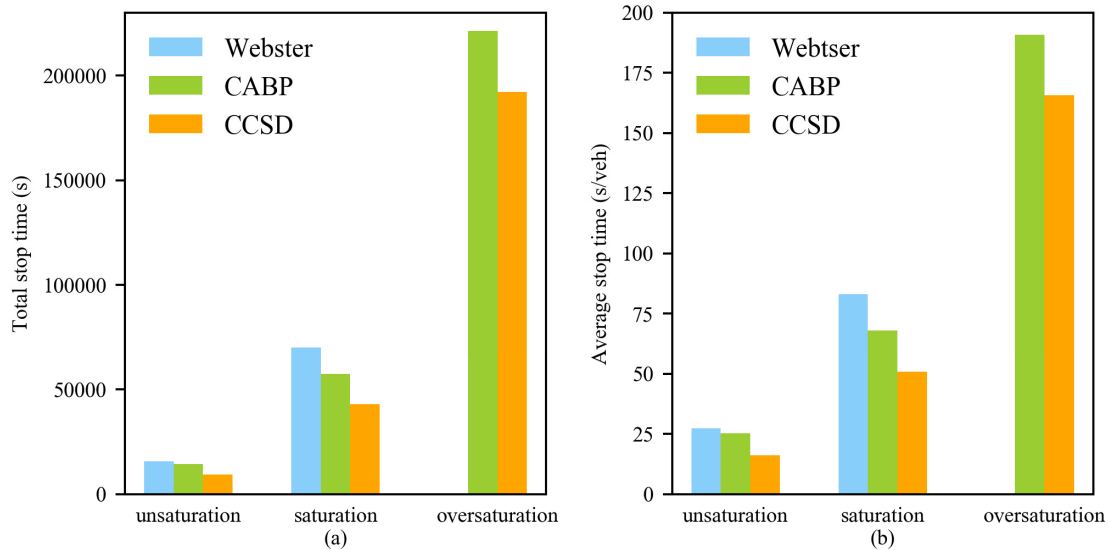 Total stop time (s)
200000
150000
100000
50000
0
Webster
CABP
CCSD
unsaturation
saturation
oversaturation
(a)
Average stop time (s/veh)
200
175
150
125
100
75
50
25
0
Webtser
CABP
CCSD
unsaturation
saturation
oversaturation
(b)